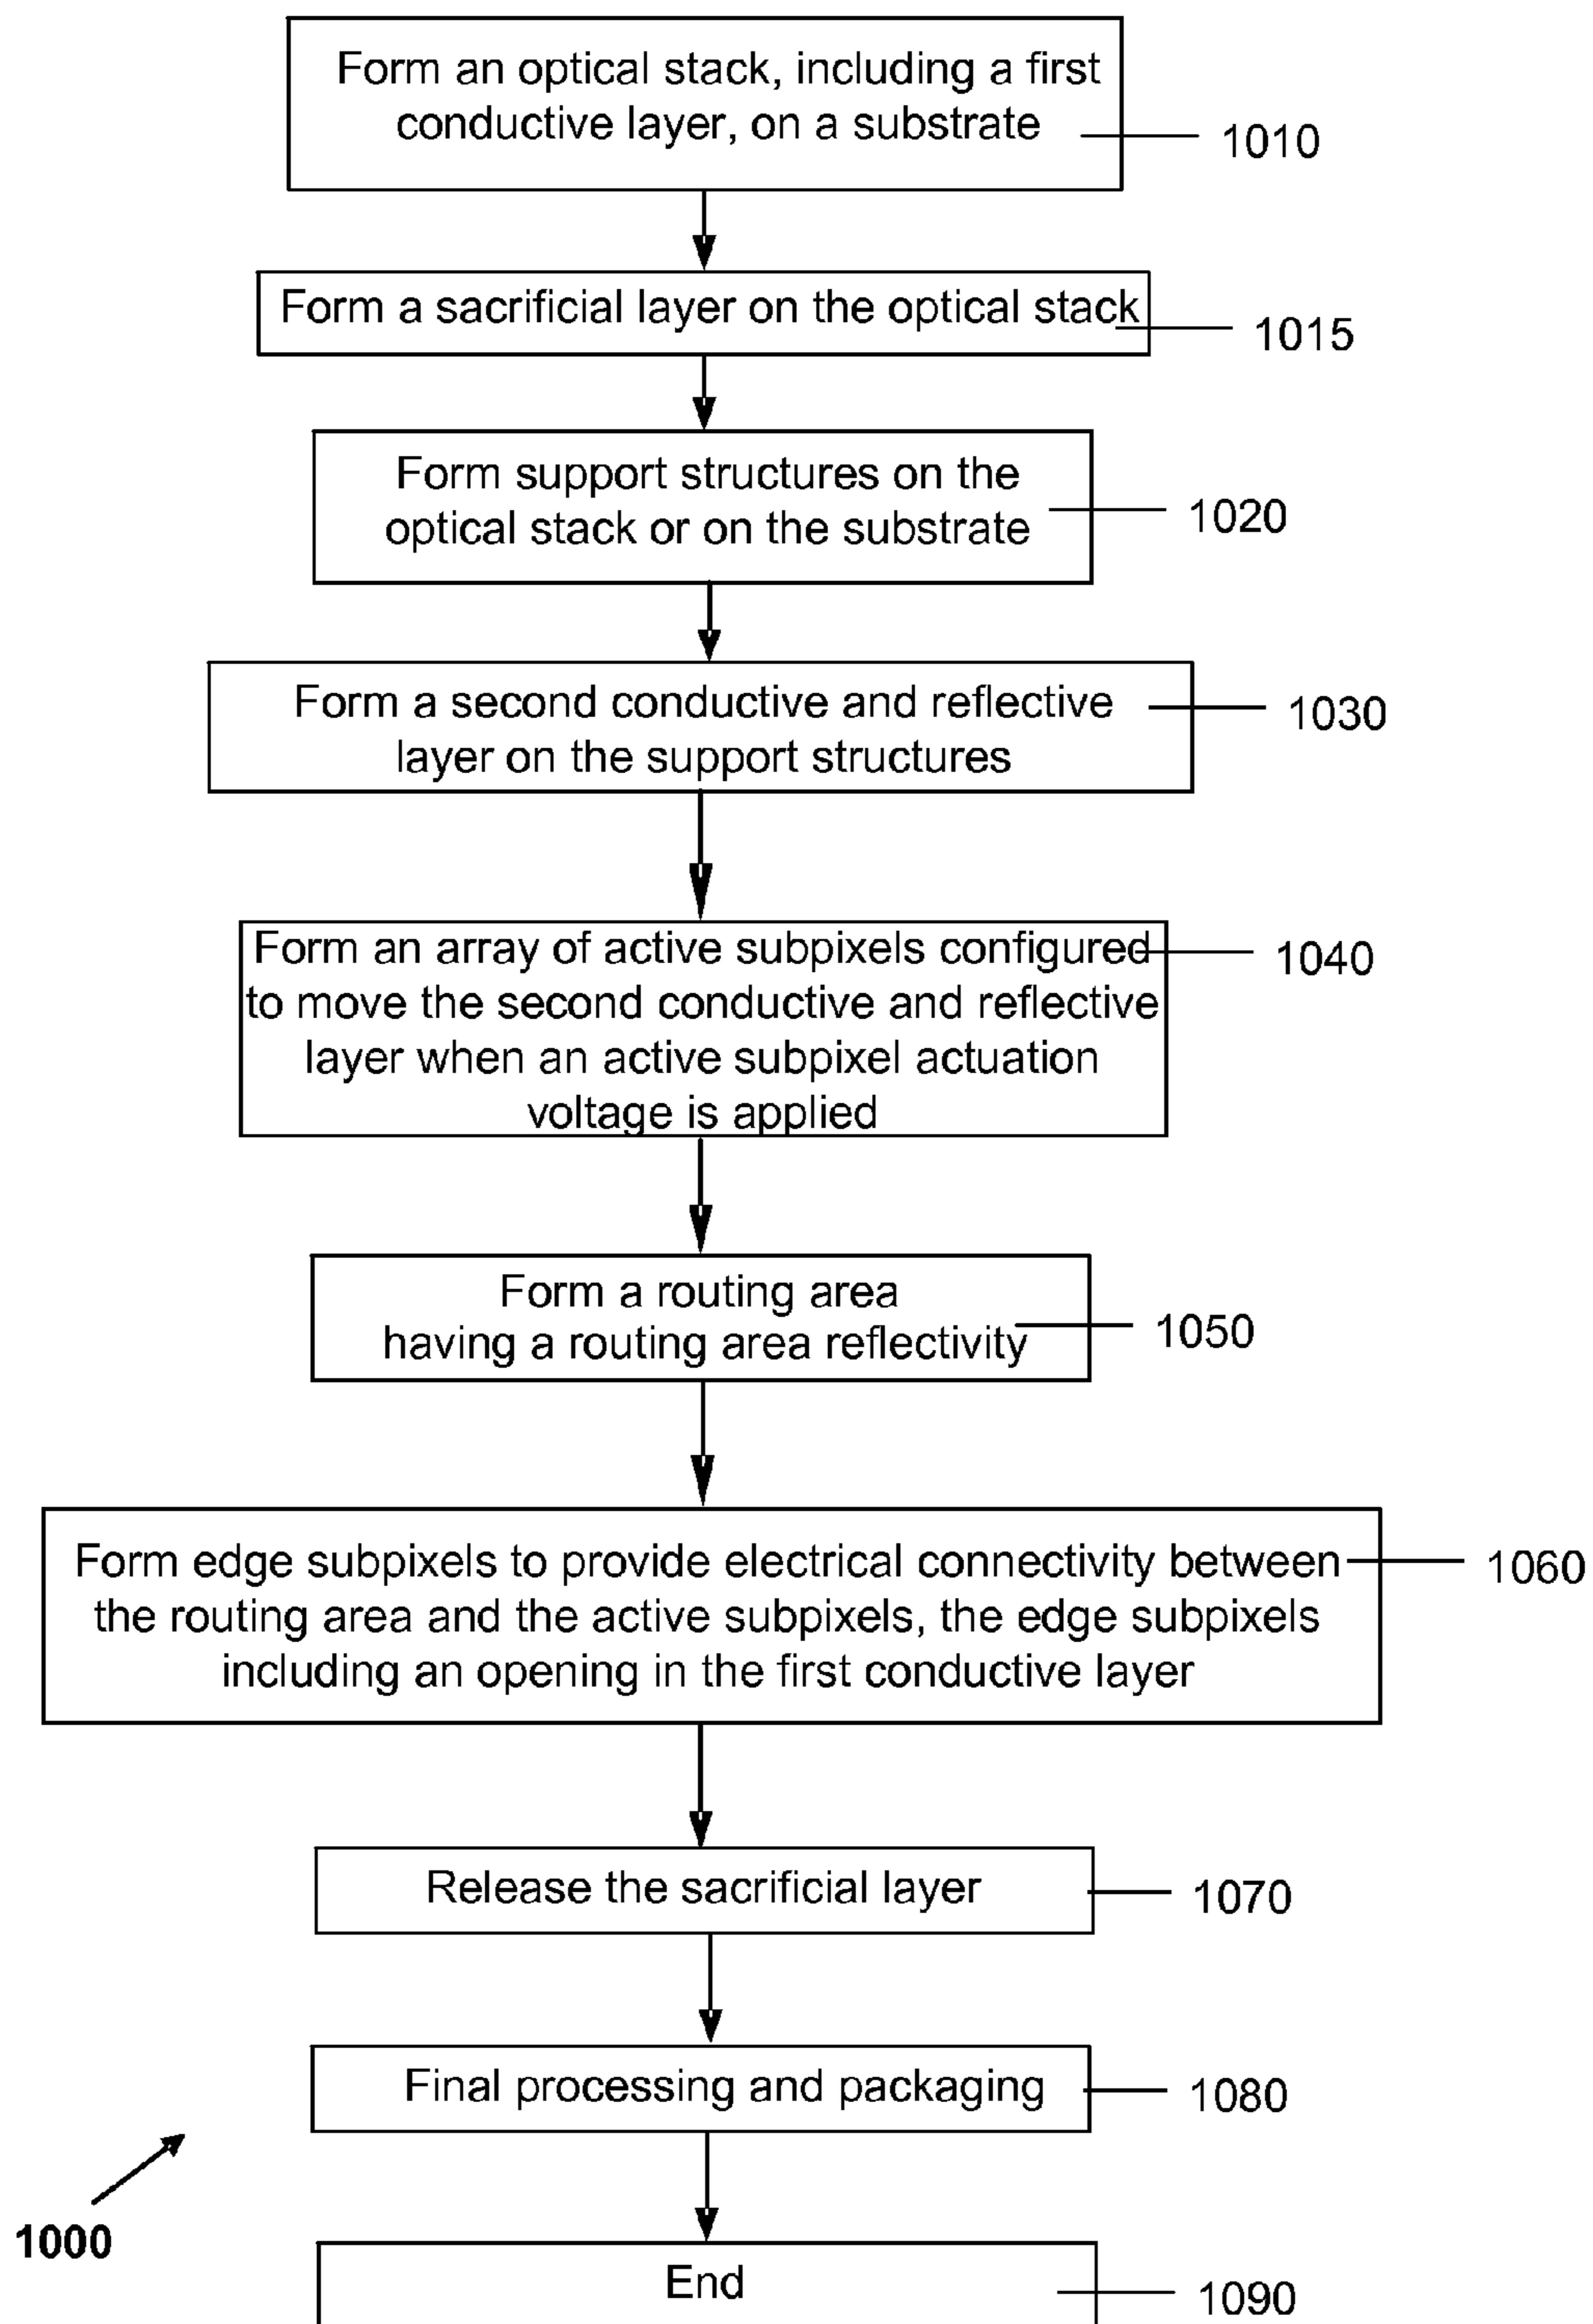 Form an optical stack, including a first
conductive layer, on a substrate
1010
Form a sacrificial layer on the optical stack
1015
Form support structures on the
optical stack or on the substrate
1020
Form a second conductive and reflective
layer on the support structures
1030
Form an array of active subpixels configured
to move the second conductive and reflective
layer when an active subpixel actuation
voltage is applied
1040
Form a routing area
having a routing area reflectivity
1050
Form edge subpixels to provide electrical connectivity between
the routing area and the active subpixels, the edge subpixels
including an opening in the first conductive layer
1060
Release the sacrificial layer
1070
Final processing and packaging
1080
1000
End
1090